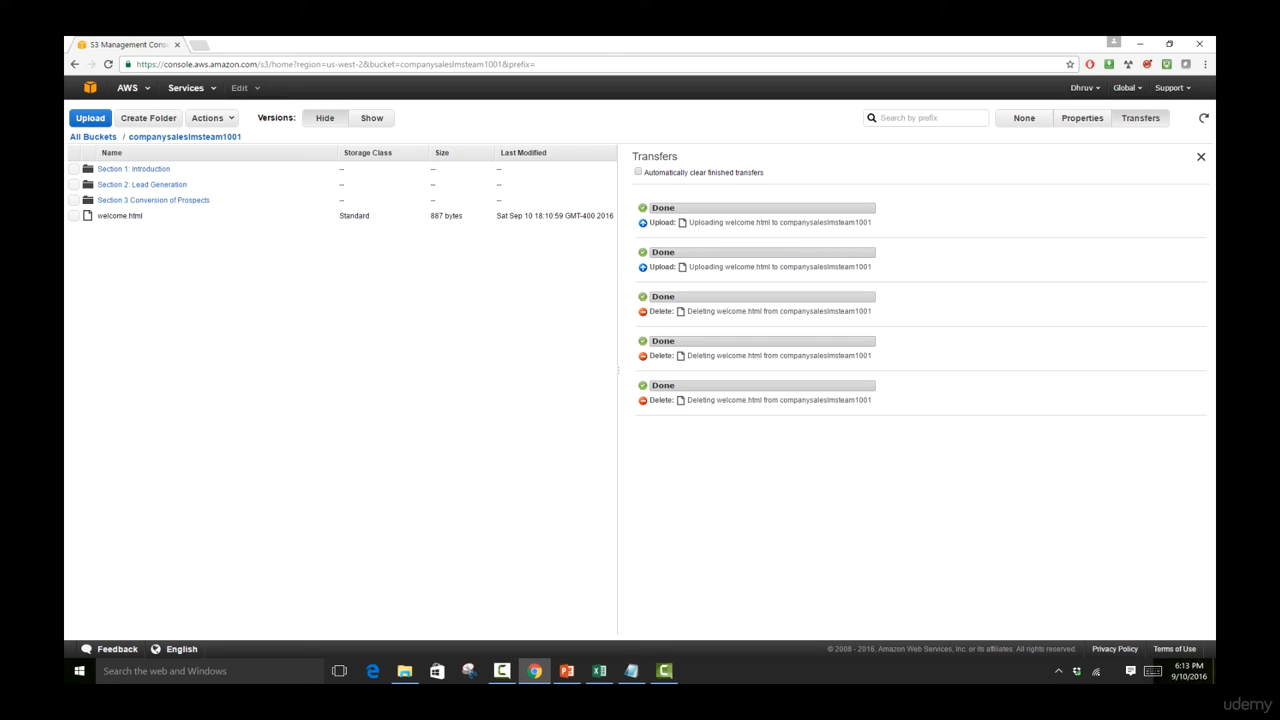 S3 Management Cons
https://console.aws.amazon.com/s3/home?region=us-west-2&bucket=companysaleslmsteam1001&prefix=
AWS Services Edit Dhruv Global Support
Upload Create Folder Actions Versions: Hide Show Search by prefix None Properties Transfers
All Buckets / companysaleslmsteam1001
Name Storage Class Size Last Modified
Section 1: Introduction -- -- --
Section 2: Lead Generation -- -- --
Section 3 Conversion of Prospects -- -- --
welcome.html Standard 887 bytes Sat Sep 10 18:10:59 GMT-400 2016
Transfers
Automatically clear finished transfers
Done
Upload: Uploading welcome.html to companysaleslmsteam1001
Done
Upload: Uploading welcome.html to companysaleslmsteam1001
Done
Delete: Deleting welcome.html from companysaleslmsteam1001
Done
Delete: Deleting welcome.html from companysaleslmsteam1001
Done
Delete: Deleting welcome.html from companysaleslmsteam1001
Feedback English © 2008 - 2016, Amazon Web Services, Inc. or its affiliates. All rights reserved. Privacy Policy Terms of Use
Search the web and Windows
6:13 PM
9/10/2016
udemy